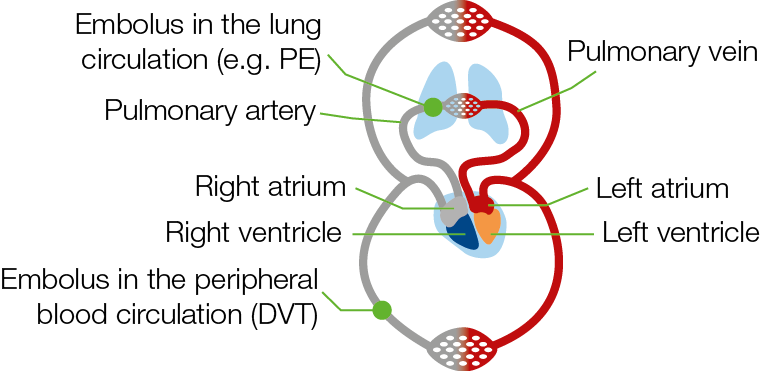 Embolus in the lung
circulation (e.g. PE)
Pulmonary vein
Pulmonary artery
Right atrium
Left atrium
Right ventricle
Left ventricle
Embolus in the peripheral
blood circulation (DVT)